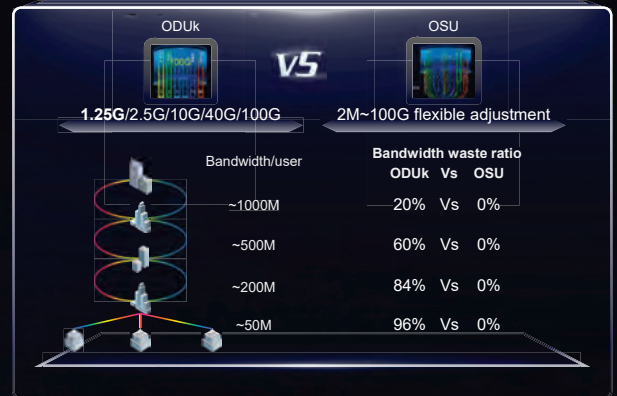 ODUk
OSU
100G
VS
1.25G/2.5G/10G/40G/100G
2M~100G flexible adjustment
Bandwidth/user
Bandwidth waste ratio
ODUk Vs OSU
~1000M 20% Vs 0%
~500M 60% Vs 0%
~200M 84% Vs 0%
~50M 96% Vs 0%